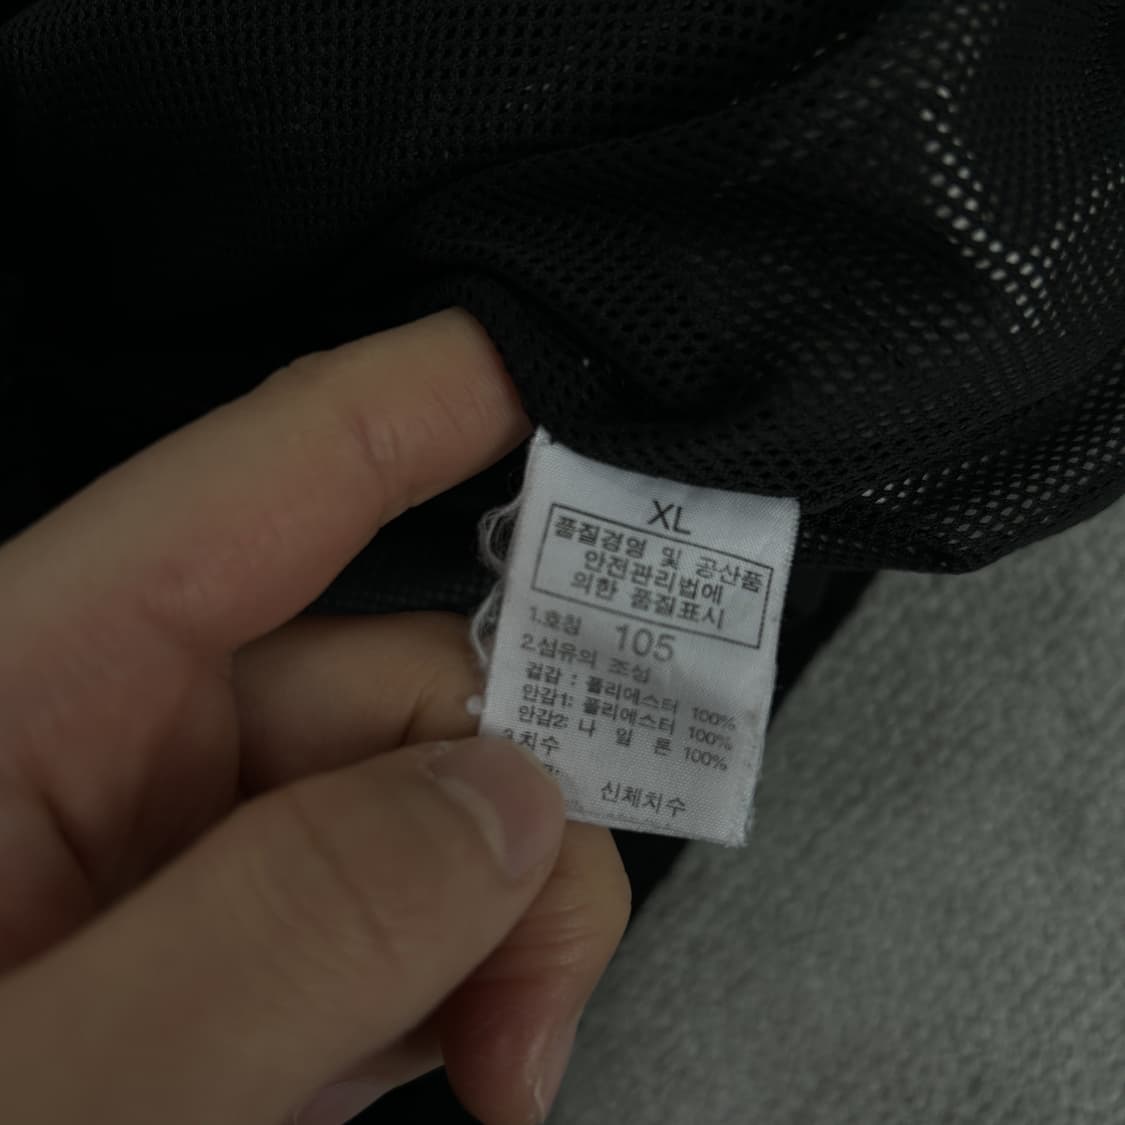 XL
품질경영 및 공산품
안전관리법에
의한 품질표시
1.호칭 105
2.섬유의 조성
겉감 : 폴리에스터 100%
안감1: 폴리에스터 100%
안감2: 나 일 론 100%
3.치수
신체치수